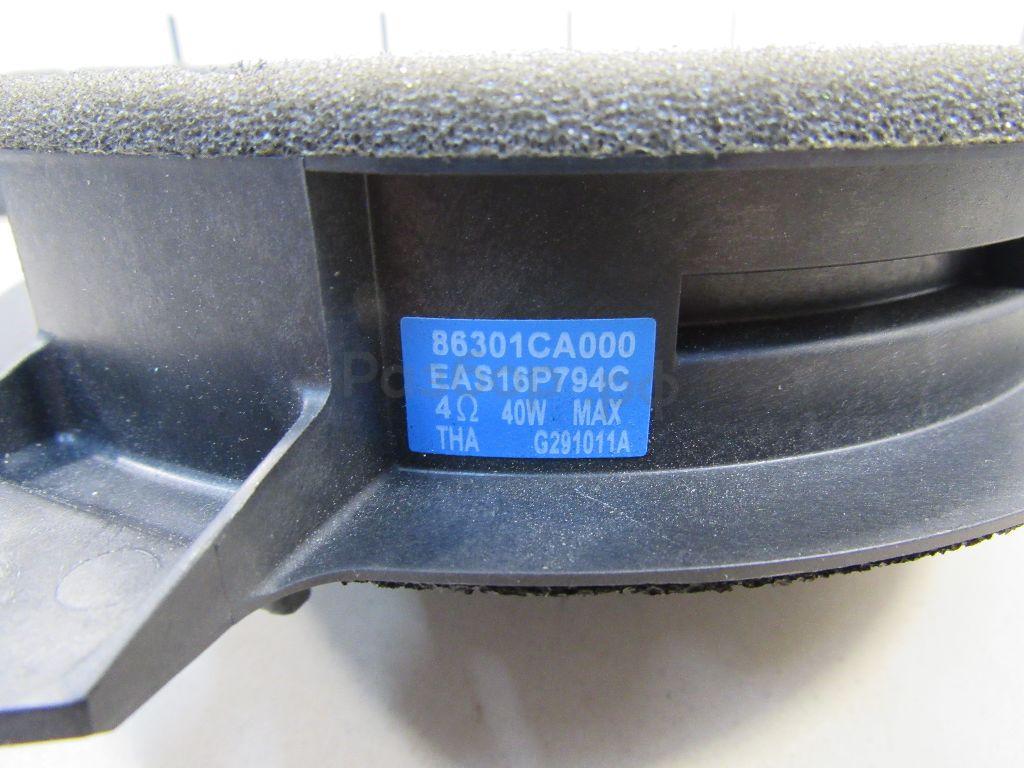 86301CA000
EAS16P794C
4Ω 40W MAX
THA G291011A